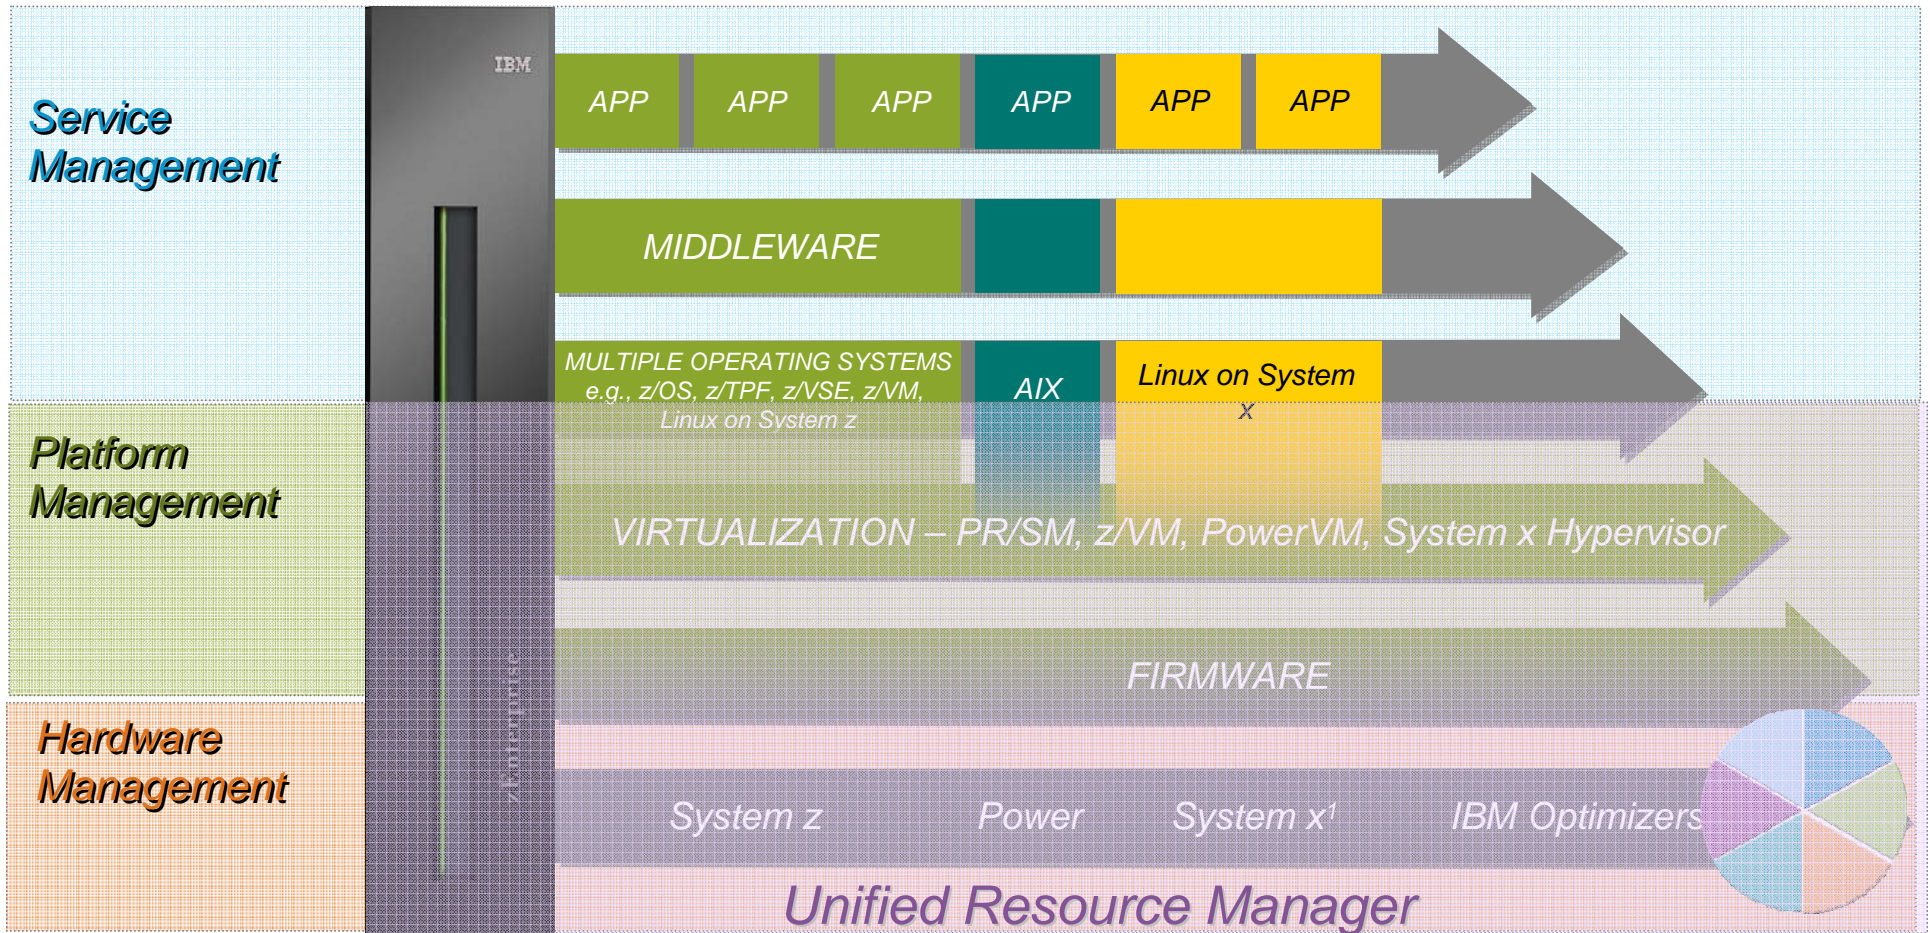 Service
Management
IBM
APP APP APP APP APP APP
MIDDLEWARE
MULTIPLE OPERATING SYSTEMS
e.g., z/OS, z/TPF, z/VSE, z/VM,
Linux on System z
AIX
Linux on System
x
Platform
Management
VIRTUALIZATION – PR/SM, z/VM, PowerVM, System x Hypervisor
FIRMWARE
zEnterprise
Hardware
Management
System z Power System x¹ IBM Optimizers
Unified Resource Manager